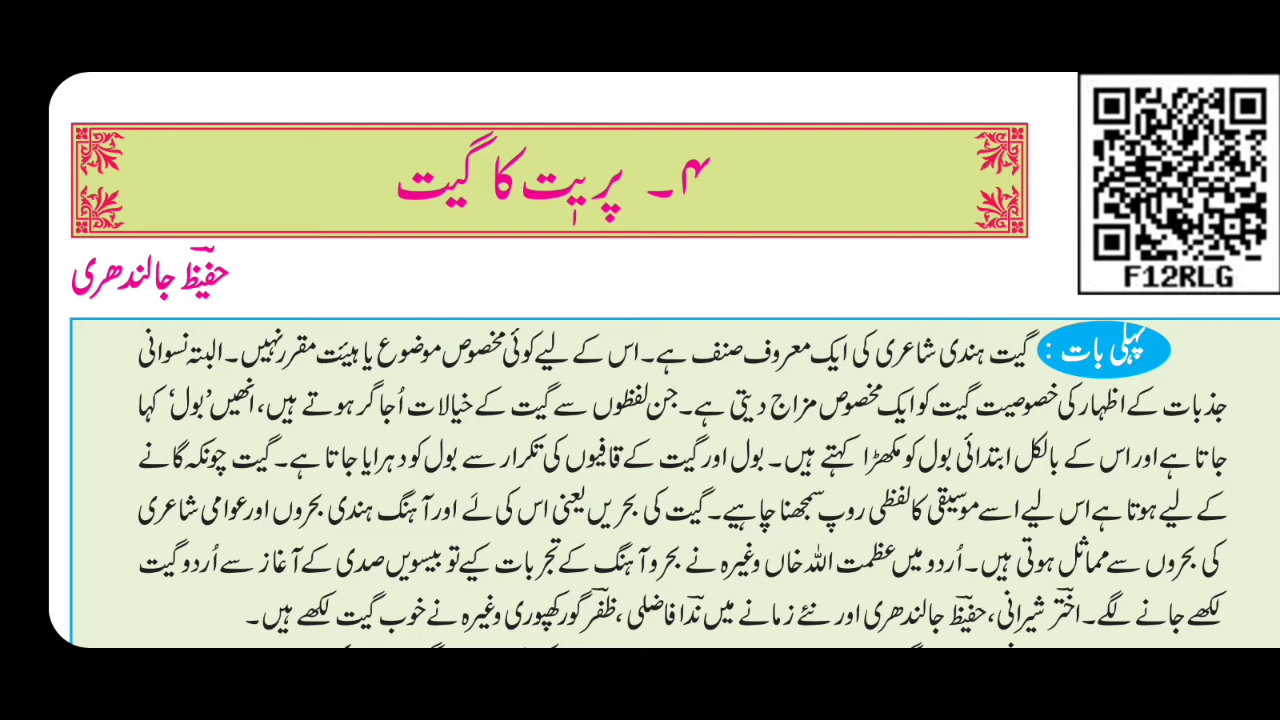 ۴۔ پریٖت کا گیت
F12RLG
حفیظؔ جالندھری
پہلی بات : گیت ہندی شاعری کی ایک معروف صنف ہے۔ اس کے لیے کوئی مخصوص موضوع یا ہیئت مقرر نہیں۔ البتہ نسوانی
جذبات کے اظہار کی خصوصیت گیت کو ایک مخصوص مزاج دیتی ہے۔ جن لفظوں سے گیت کے خیالات اُجاگر ہوتے ہیں، انھیں ’بول‘ کہا
جاتا ہے اور اس کے بالکل ابتدائی بول کو مکھڑا کہتے ہیں۔ بول اور گیت کے قافیوں کی تکرار سے بول کو دہرایا جاتا ہے۔ گیت چونکہ گانے
کے لیے ہوتا ہے اس لیے اسے موسیقی کا لفظی روپ سمجھنا چاہیے۔ گیت کی بحریں یعنی اس کی لَے اور آہنگ ہندی بحروں اور عوامی شاعری
کی بحروں سے مماثل ہوتی ہیں۔ اُردو میں عظمت اللہ خاں وغیرہ نے بحر و آہنگ کے تجربات کیے تو بیسویں صدی کے آغاز سے اُردو گیت
لکھے جانے لگے۔ اخترؔ شیرانی، حفیظؔ جالندھری اور نئے زمانے میں نداؔ فاضلی، ظفرؔ گورکھپوری وغیرہ نے خوب گیت لکھے ہیں۔